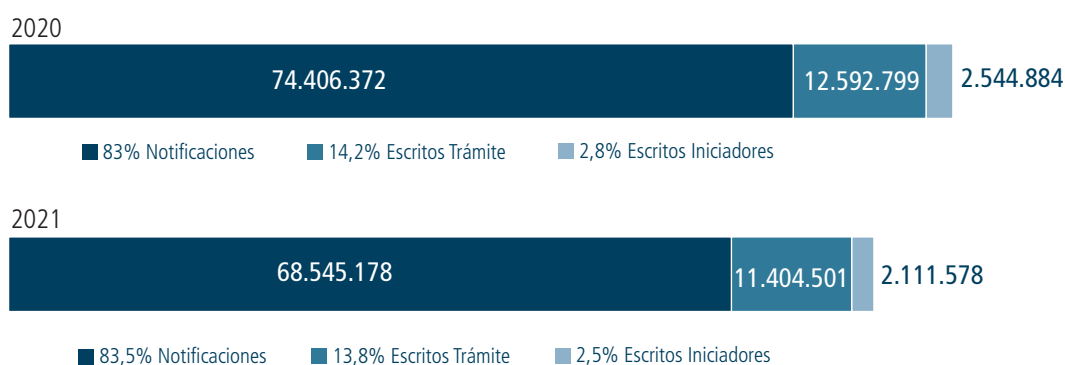 2020
74.406.372 12.592.799 2.544.884
83% Notificaciones 14,2% Escritos Trámite 2,8% Escritos Iniciadores
2021
68.545.178 11.404.501 2.111.578
83,5% Notificaciones 13,8% Escritos Trámite 2,5% Escritos Iniciadores